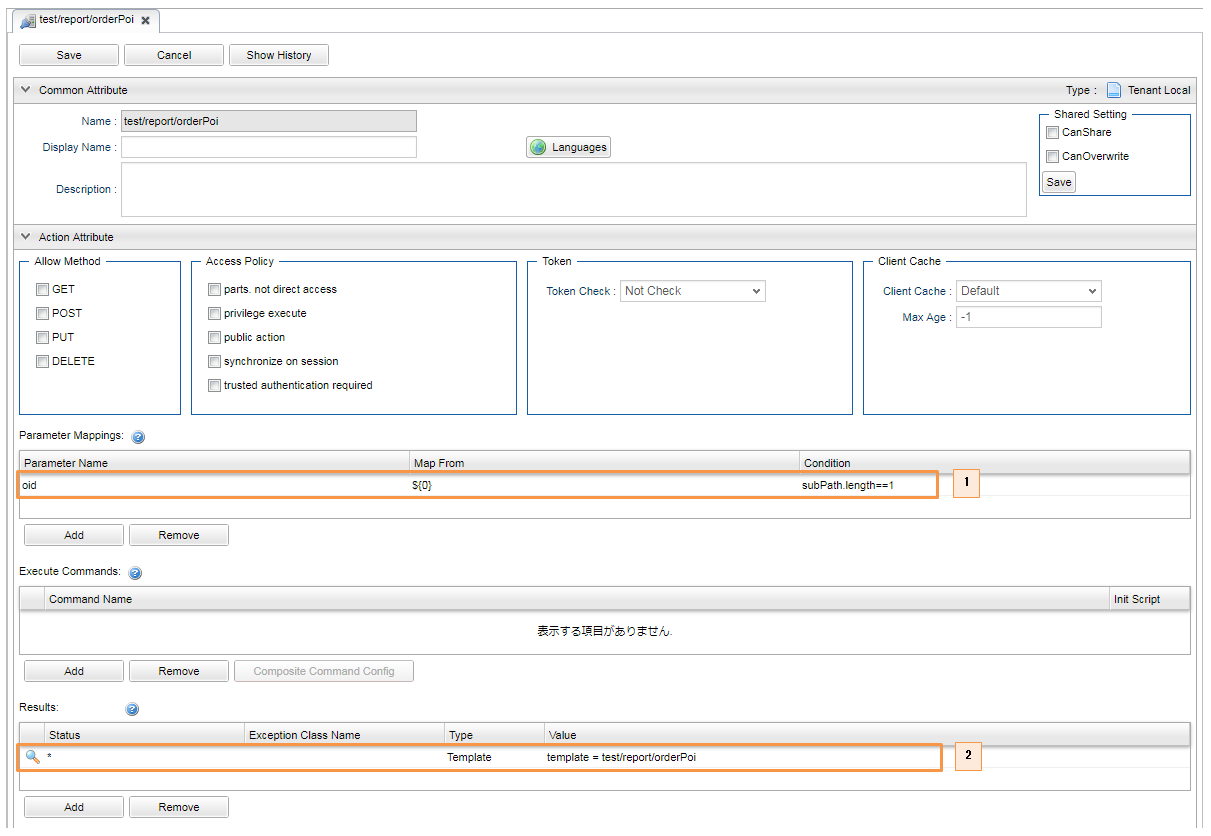 test/report/orderPoi
Save Cancel Show History
Common Attribute Type : Tenant Local
Name : test/report/orderPoi
Display Name : Languages
Description :
Shared Setting
CanShare
CanOverwrite
Save
Action Attribute
Allow Method
GET
POST
PUT
DELETE
Access Policy
parts. not direct access
privilege execute
public action
synchronize on session
trusted authentication required
Token
Token Check : Not Check
Client Cache
Client Cache : Default
Max Age : -1
Parameter Mappings: ?
Parameter Name Map From Condition
oid ${0} subPath.length==1 1
Add Remove
Execute Commands: ?
Command Name Init Script
表示する項目がありません.
Add Remove Composite Command Config
Results: ?
Status Exception Class Name Type Value
* Template template = test/report/orderPoi 2
Add Remove